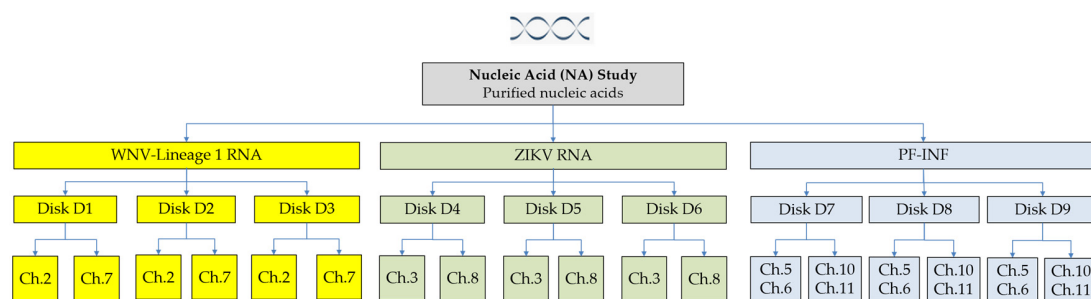 Nucleic Acid (NA) Study
Purified nucleic acids
WNV-Lineage 1 RNA
ZIKV RNA
PF-INF
Disk D1
Disk D2
Disk D3
Disk D4
Disk D5
Disk D6
Disk D7
Disk D8
Disk D9
Ch.2
Ch.7
Ch.2
Ch.7
Ch.2
Ch.7
Ch.3
Ch.8
Ch.3
Ch.8
Ch.3
Ch.8
Ch.5
Ch.6
Ch.10
Ch.11
Ch.5
Ch.6
Ch.10
Ch.11
Ch.5
Ch.6
Ch.10
Ch.11